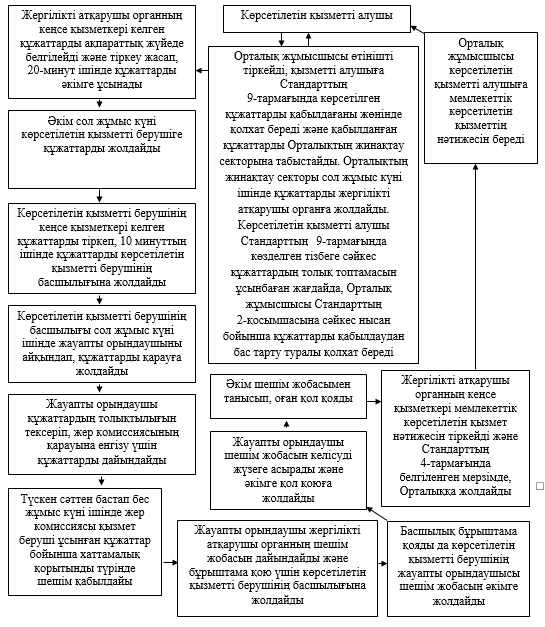 Көрсетілетін қызметті алушы
Орталық жұмысшысы өтінішті
тіркейді, қызметті алушыға
Стандарттың
9-тармағында көрсетілген
құжаттарды қабылдағаны жөнінде
қолхат береді және қабылданған
құжаттарды Орталықтың жинақтау
секторына табыстайды. Орталықтың
жинақтау секторы сол жұмыс күні
ішінде құжаттарды жергілікті
атқарушы органға жолдайды.
Көрсетілетін қызметті алушы
Стандарттың 9-тармағында
көзделген тізбеге сәйкес
құжаттардың толық топтамасын
ұсынбаған жағдайда, Орталық
жұмысшысы Стандарттың
2-қосымшасына сәйкес нысан
бойынша құжаттарды қабылдаудан
бас тарту туралы қолхат береді
Жергілікті атқарушы органның
кеңсе қызметкері келген
құжаттарды ақпараттық жүйеде
белгілейді және тіркеу жасап,
20-минут ішінде құжаттарды
әкімге ұсынады
Әкім сол жұмыс күні
көрсетілетін қызметті берушіге
құжаттарды жолдайды
Көрсетілетін қызметті берушінің
кеңсе қызметкері келген
құжаттарды тіркеп, 10 минуттың
ішінде құжаттарды көрсетілетін
қызметті берушінің
басшылығына жолдайды
Көрсетілетін қызметті берушінің
басшылығы сол жұмыс күні
ішінде жауапты орындаушыны
айқындап, құжаттарды қарауға
жолдайды
Жауапты орындаушы
құжаттардың толықтылығын
тексеріп, жер комиссиясының
қарауына енгізу үшін
құжаттарды дайындайды
Түскен сәттен бастап бес
жұмыс күні ішінде жер
комиссиясы қызмет
беруші ұсынған құжаттар
бойынша хаттамалық
қорытынды түрінде
шешім қабылдайы
Жауапты орындаушы жергілікті
атқарушы органның шешім
жобасын дайындайды және
бұрыштама қою үшін көрсетілетін
қызметті берушінің басшылығына
жолдайды
Басшылық бұрыштама
қояды да көрсетілетін
қызметті берушінің
жауапты орындаушысы
шешім жобасын әкімге
жолдайды
Жауапты орындаушы
шешім жобасын келісуді
жүзеге асырады және
әкімге қол қоюға
жолдайды
Әкім шешім жобасымен
танысып, оған қол қояды
Жергілікті атқарушы
органның кеңсе
қызметкері мемлекеттік
көрсетілетін қызмет
нәтижесін тіркейді және
Стандарттың
4-тармағында
белгіленген мерзімде,
Орталыққа жолдайды
Орталық
жұмысшысы
көрсетілетін
қызметті алушыға
мемлекеттік
көрсетілетін
қызметтің
нәтижесін береді